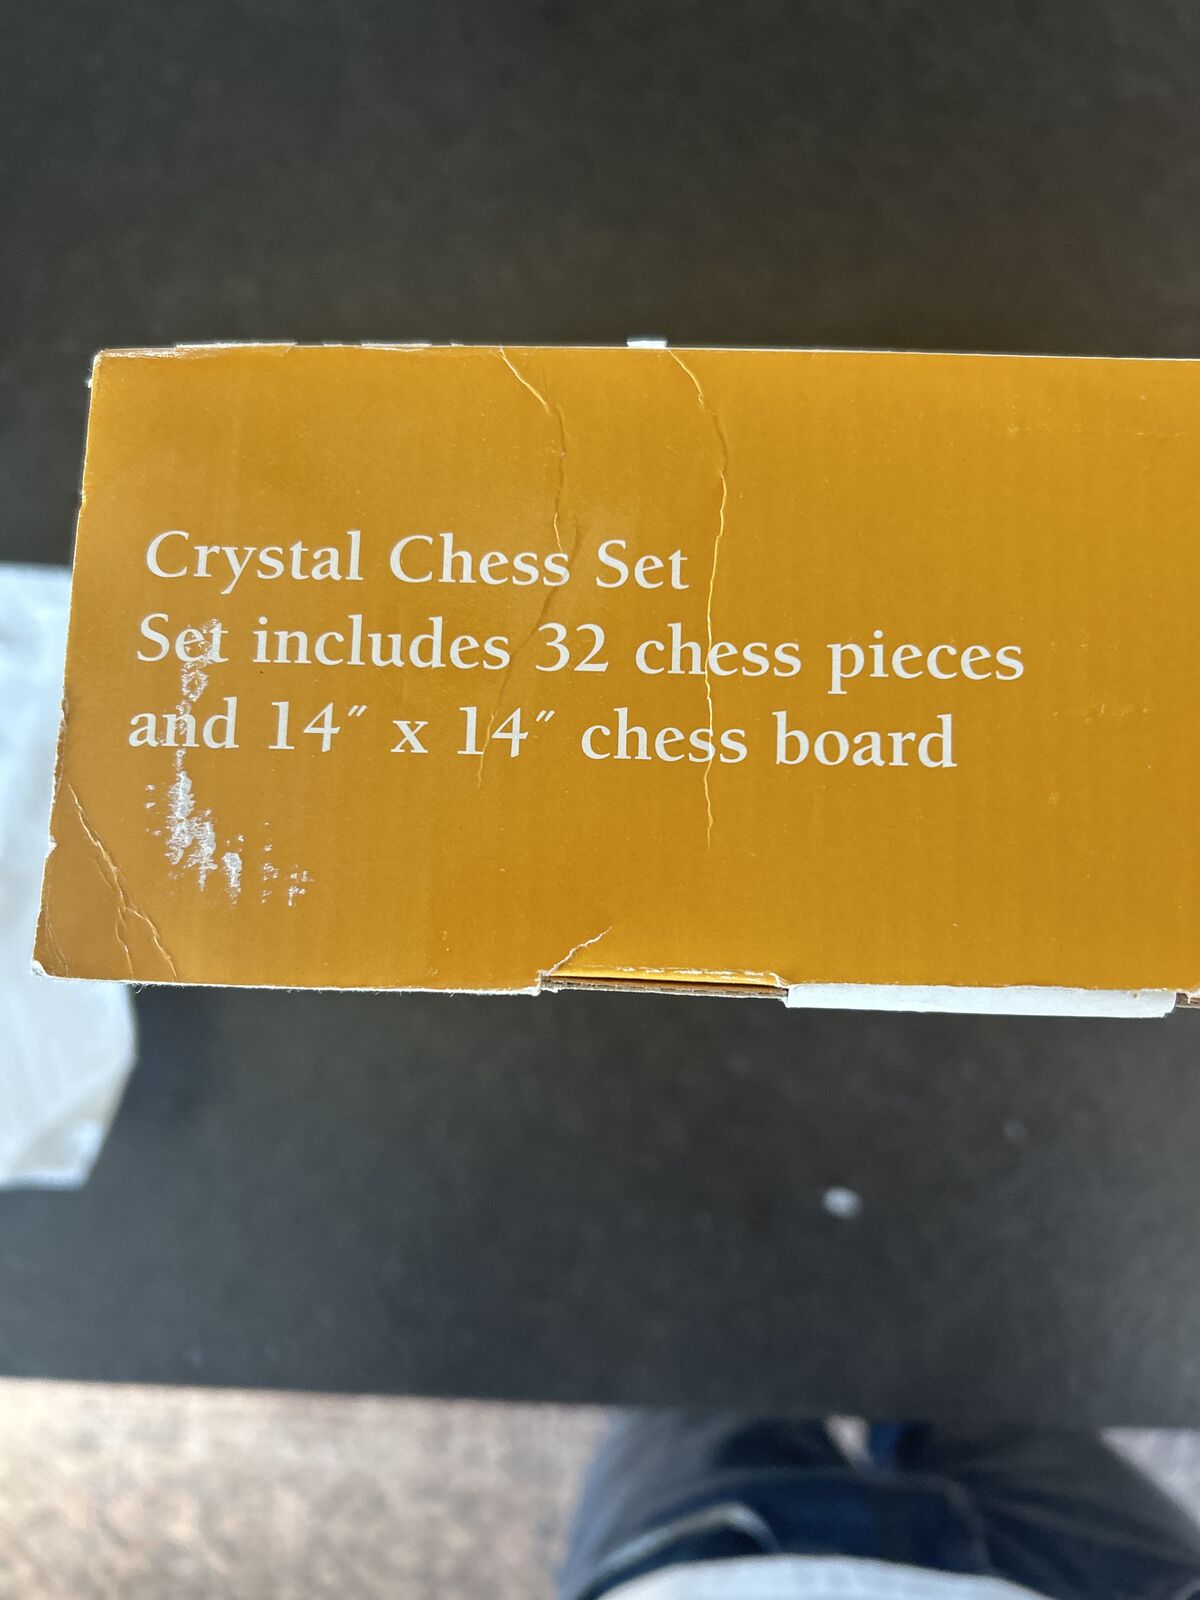 Crystal Chess Set
Set includes 32 chess pieces
and 14″ x 14″ chess board